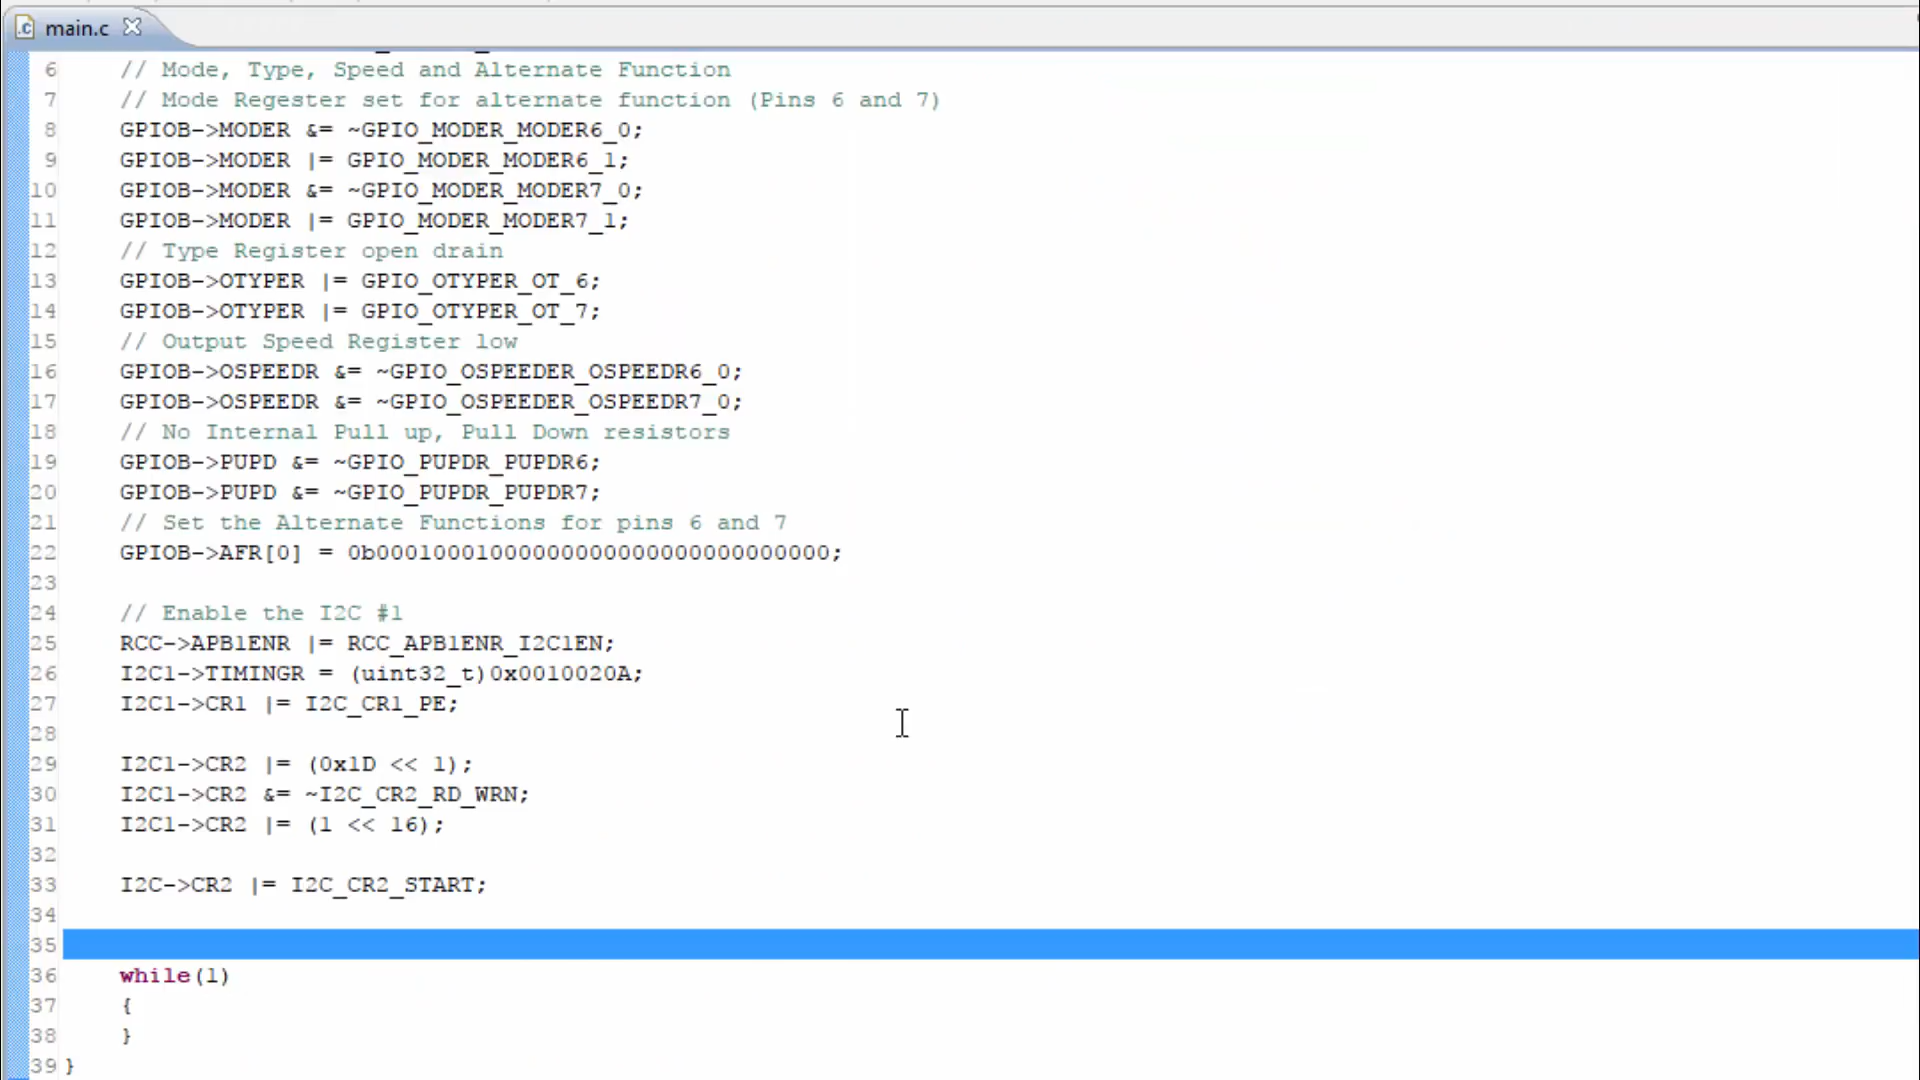 main.c
6 // Mode, Type, Speed and Alternate Function
7 // Mode Regester set for alternate function (Pins 6 and 7)
8 GPIOB->MODER &= ~GPIO_MODER_MODER6_0;
9 GPIOB->MODER |= GPIO_MODER_MODER6_1;
10 GPIOB->MODER &= ~GPIO_MODER_MODER7_0;
11 GPIOB->MODER |= GPIO_MODER_MODER7_1;
12 // Type Register open drain
13 GPIOB->OTYPER |= GPIO_OTYPER_OT_6;
14 GPIOB->OTYPER |= GPIO_OTYPER_OT_7;
15 // Output Speed Register low
16 GPIOB->OSPEEDR &= ~GPIO_OSPEEDER_OSPEEDR6_0;
17 GPIOB->OSPEEDR &= ~GPIO_OSPEEDER_OSPEEDR7_0;
18 // No Internal Pull up, Pull Down resistors
19 GPIOB->PUPD &= ~GPIO_PUPDR_PUPDR6;
20 GPIOB->PUPD &= ~GPIO_PUPDR_PUPDR7;
21 // Set the Alternate Functions for pins 6 and 7
22 GPIOB->AFR[0] = 0b00010001000000000000000000000000;
23
24 // Enable the I2C #1
25 RCC->APB1ENR |= RCC_APB1ENR_I2C1EN;
26 I2C1->TIMINGR = (uint32_t)0x0010020A;
27 I2C1->CR1 |= I2C_CR1_PE;
28
29 I2C1->CR2 |= (0x1D << 1);
30 I2C1->CR2 &= ~I2C_CR2_RD_WRN;
31 I2C1->CR2 |= (1 << 16);
32
33 I2C->CR2 |= I2C_CR2_START;
34
35
36 while(1)
37 {
38 }
39 }